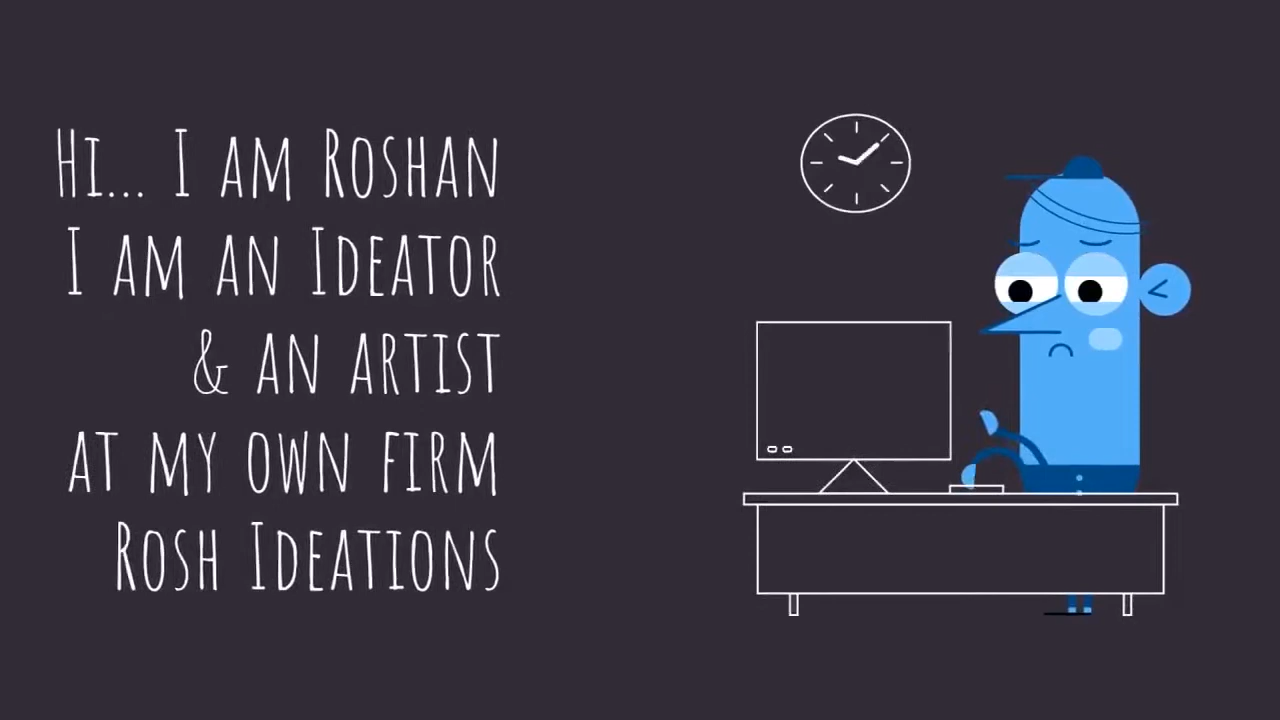 Hi... I am Roshan
I am an Ideator
& an artist
at my own firm
Rosh Ideations